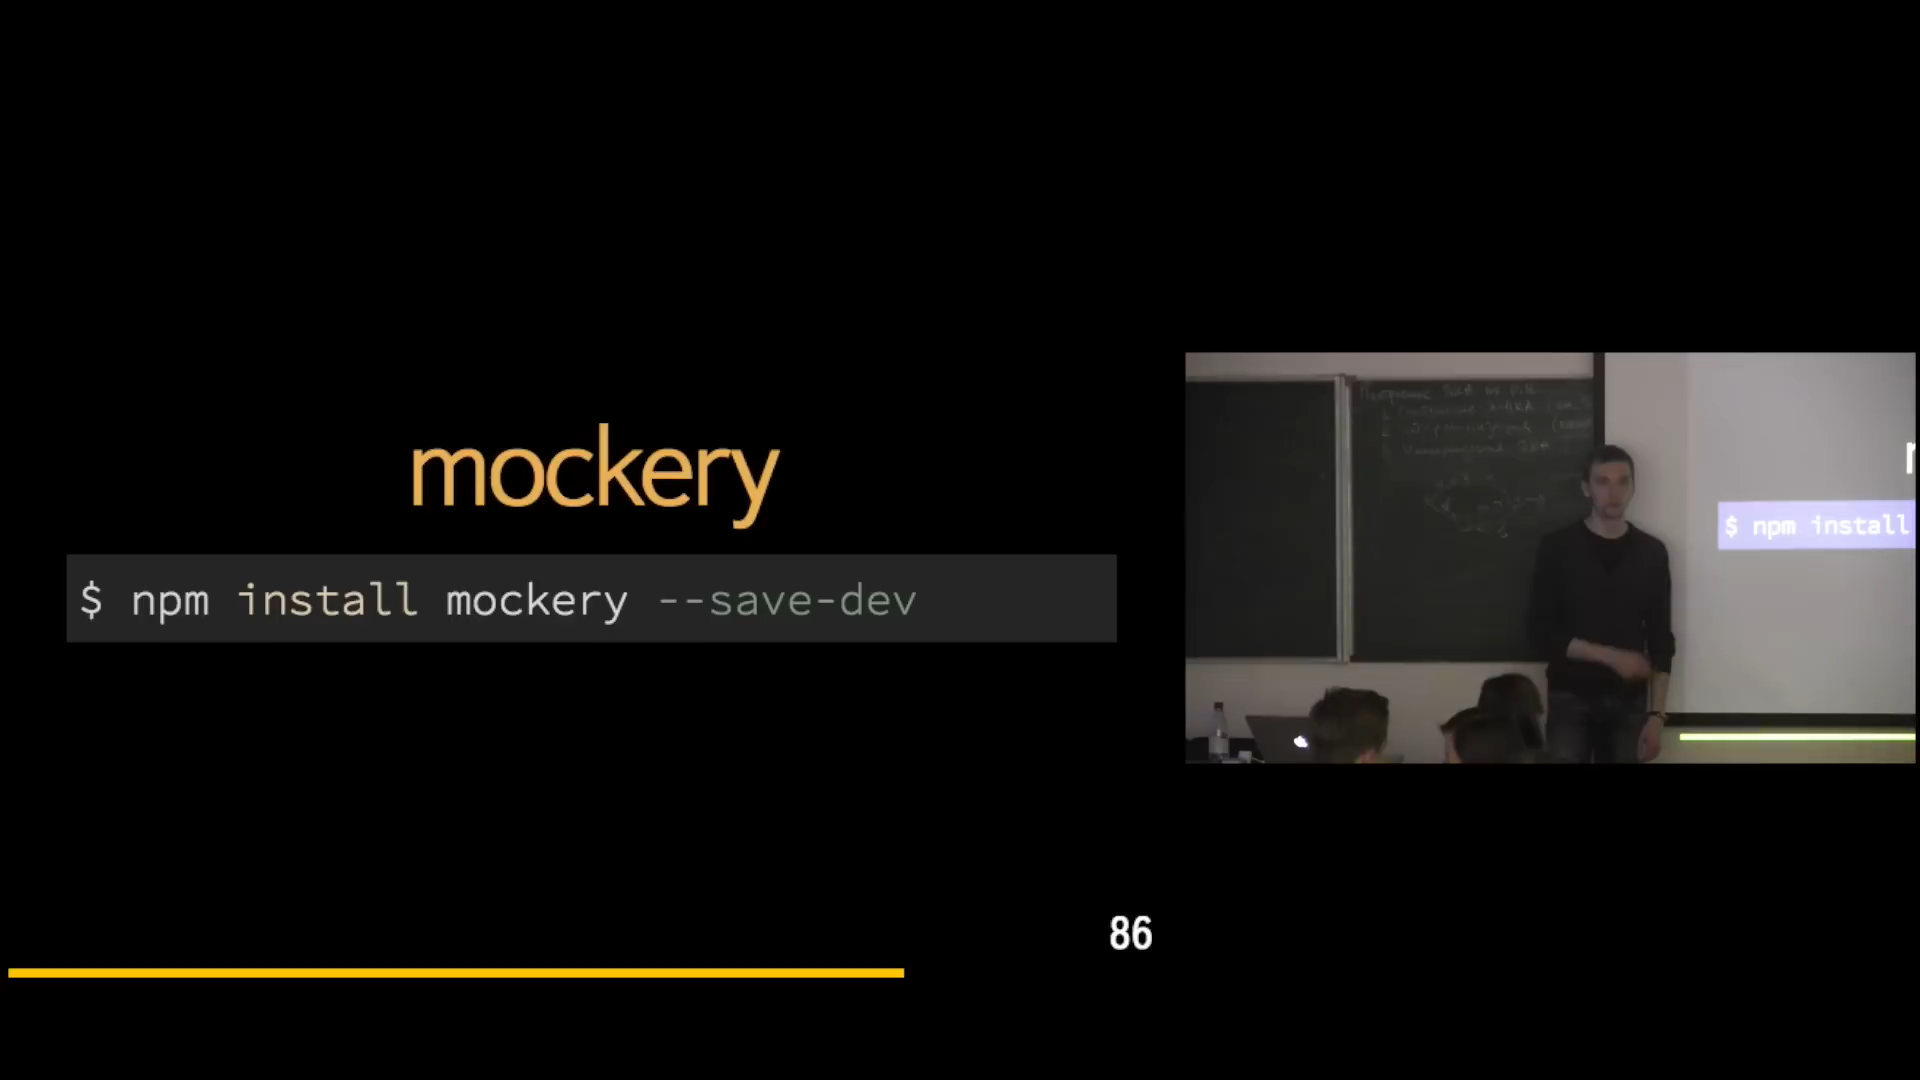 mockery
$ npm install mockery --save-dev
$ npm install
86